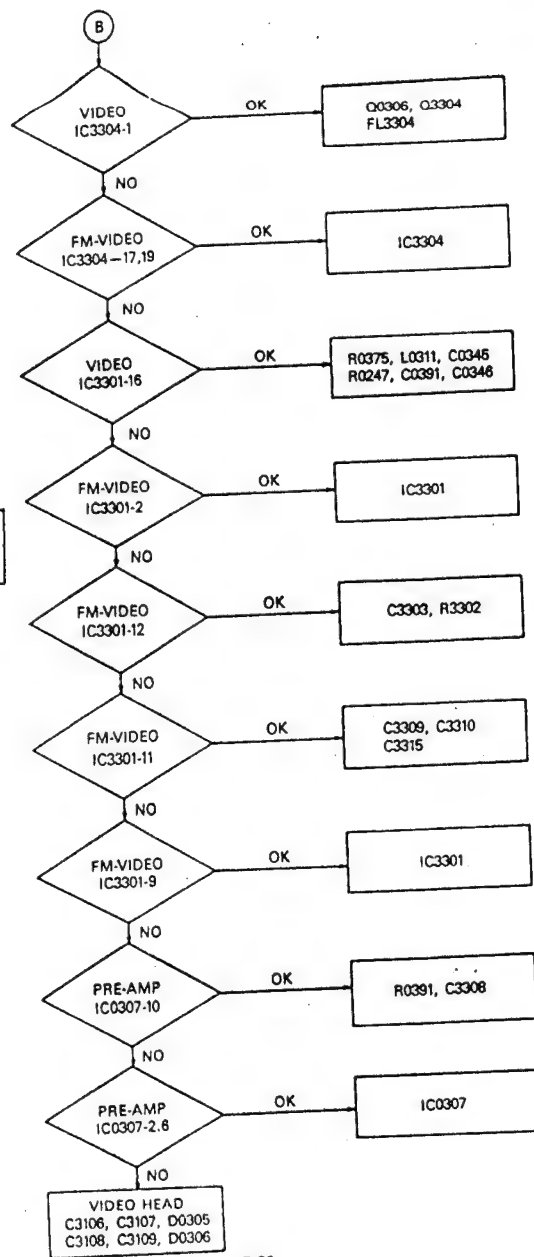 B
VIDEO
IC3304-1
OK
Q0306, Q3304
FL3304
NO
FM-VIDEO
IC3304—17,19
OK
IC3304
NO
VIDEO
IC3301-16
OK
R0375, L0311, C0345
R0247, C0391, C0346
NO
FM-VIDEO
IC3301-2
OK
IC3301
NO
FM-VIDEO
IC3301-12
OK
C3303, R3302
NO
FM-VIDEO
IC3301-11
OK
C3309, C3310
C3315
NO
FM-VIDEO
IC3301-9
OK
IC3301
NO
PRE-AMP
IC0307-10
OK
R0391, C3308
NO
PRE-AMP
IC0307-2,6
OK
IC0307
NO
VIDEO HEAD
C3106, C3107, D0305
C3108, C3109, D0306